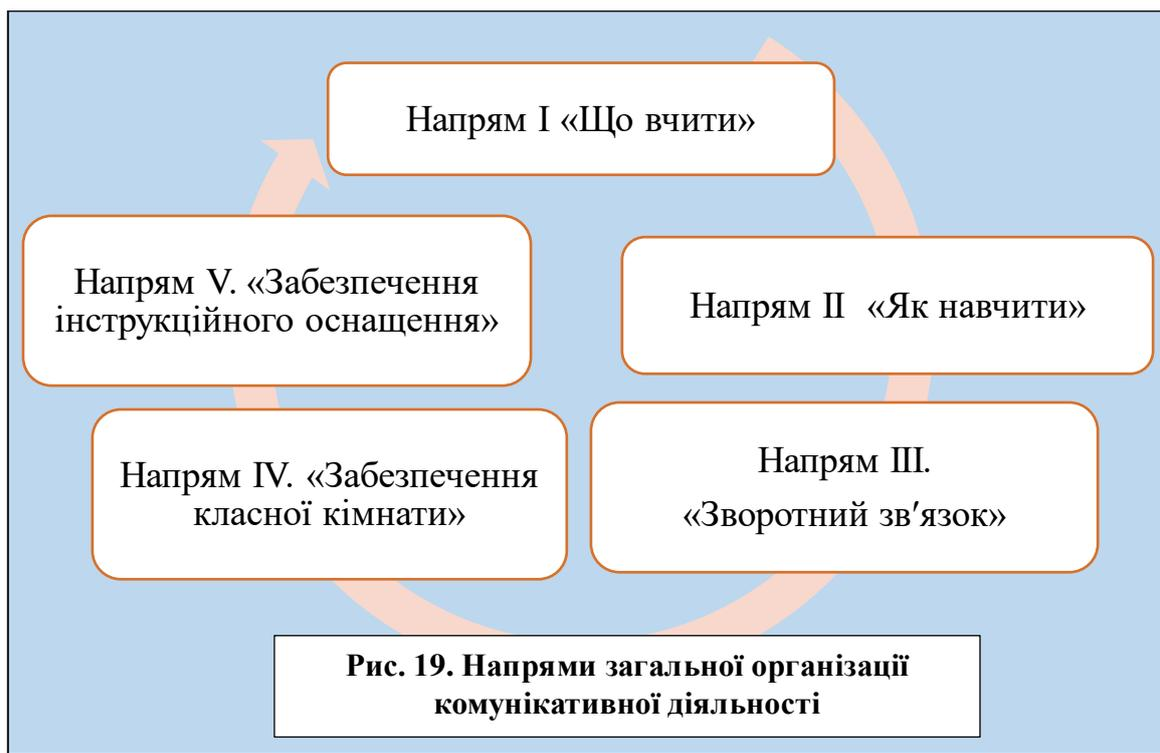 Напрям І «Що вчити»
Напрям ІІ «Як навчити»
Напрям ІІІ.
«Зворотний зв′язок»
Напрям IV. «Забезпечення
класної кімнати»
Напрям V. «Забезпечення
інструкційного оснащення»
Рис. 19. Напрями загальної організації
комунікативної діяльності